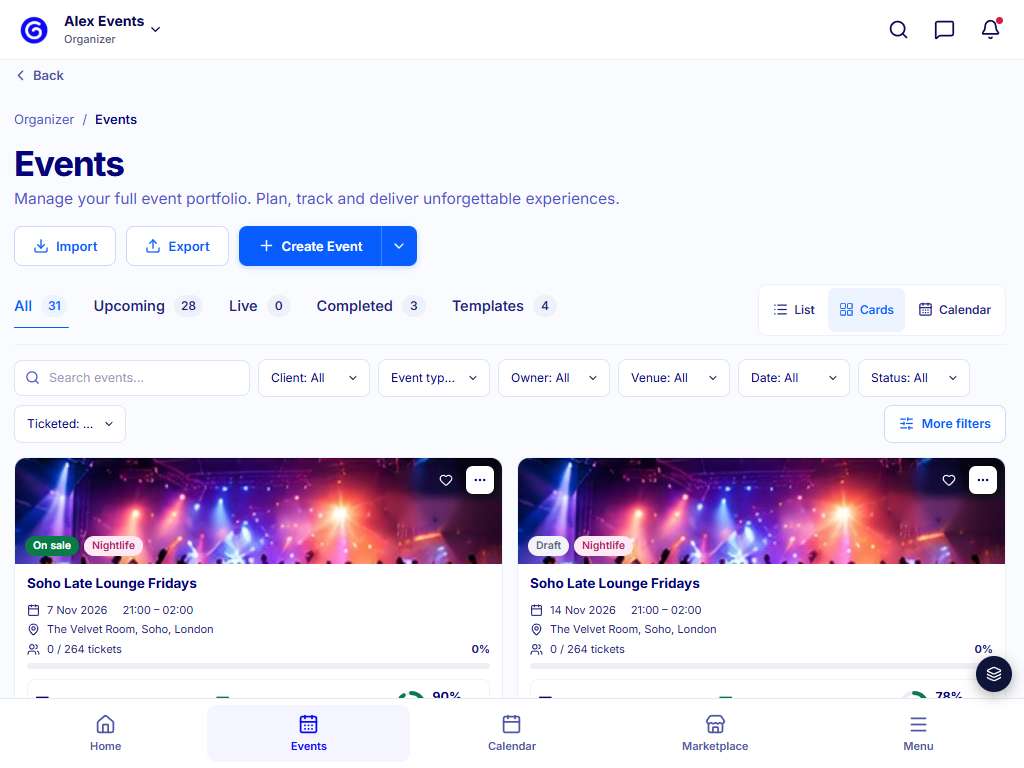 Alex Events
Organizer
Back
Organizer / Events
Events
Manage your full event portfolio. Plan, track and deliver unforgettable experiences.
Import
Export
Create Event
All 31
Upcoming 28
Live 0
Completed 3
Templates 4
List
Cards
Calendar
Search events...
Client: All
Event typ...
Owner: All
Venue: All
Date: All
Status: All
Ticketed: ...
More filters
On sale
Nightlife
Soho Late Lounge Fridays
7 Nov 2026 21:00 – 02:00
The Velvet Room, Soho, London
0 / 264 tickets 0%
90%
Draft
Nightlife
Soho Late Lounge Fridays
14 Nov 2026 21:00 – 02:00
The Velvet Room, Soho, London
0 / 264 tickets 0%
78%
Home
Events
Calendar
Marketplace
Menu